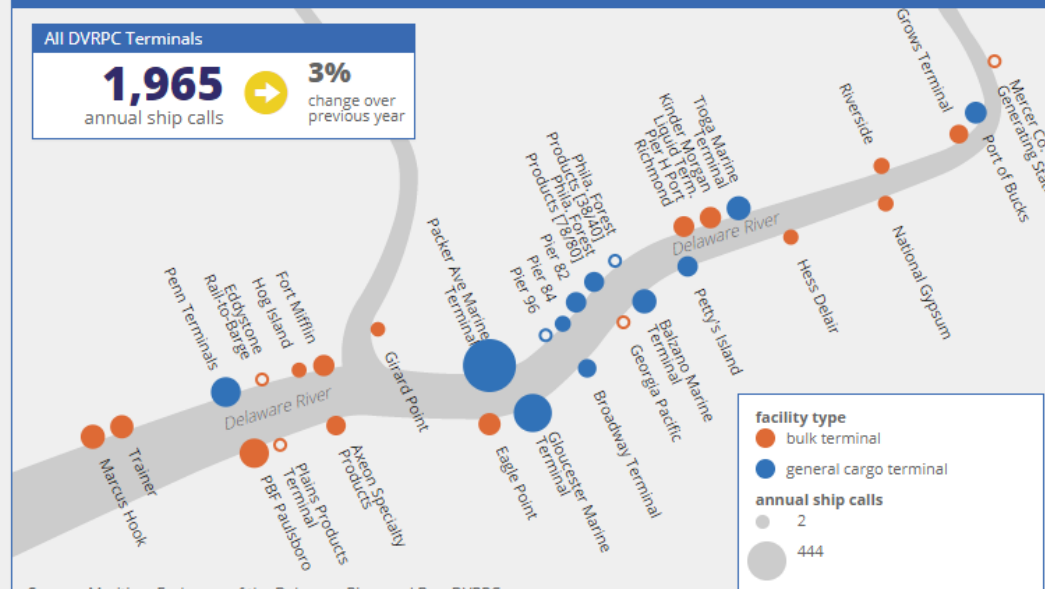 All DVRPC Terminals
1,965
annual ship calls
3%
change over
previous year
Grows Terminal
Mercer Co.
Generating
Port of Bucks
Riverside
National Gypsum
Tioga Marine
Terminal
Kinder Morgan
Liquid Term.
Pier H Port
Richmond
Delaware River
Hess Delair
Petty's Island
Phila. Forest
Products [38/40]
Phila. Forest
Products [78/80]
Pier 82
Pier 84
Pier 96
Balzano Marine
Terminal
Georgia Pacific
Broadway Terminal
Packer Ave Marine
Terminal
Gloucester Marine
Terminal
Eagle Point
Girard Point
Fort Mifflin
Hog Island
Eddystone
Rail-to-Barge
Penn Terminals
Delaware River
Axeon Specialty
Products
Plains Products
Terminal
PBF Paulsboro
Trainer
Marcus Hook
facility type
bulk terminal
general cargo terminal
annual ship calls
2
444